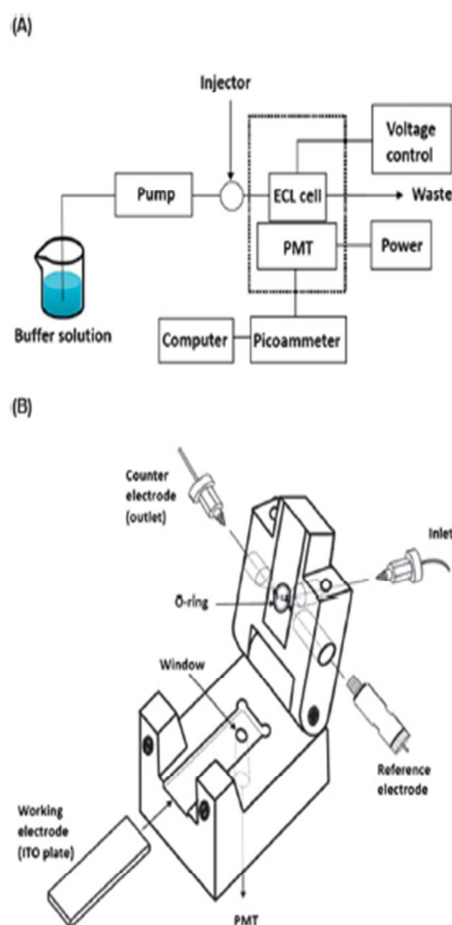 (A)
Injector
Voltage
control
Pump
ECL cell
Waste
PMT
Power
Buffer solution
Computer
Picoammeter
(B)
Counter
electrode
(outlet)
Inlet
O-ring
Window
Reference
electrode
Working
electrode
(ITO plate)
PMT